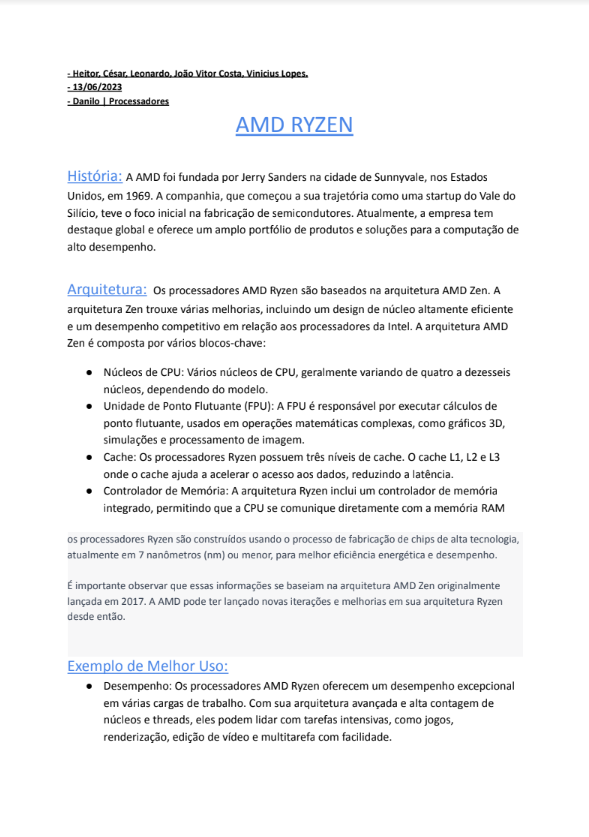 - Heitor, César, Leonardo, João Vitor Costa, Vinicius Lopes.
- 13/06/2023
- Danilo | Processadores
AMD RYZEN
História: A AMD foi fundada por Jerry Sanders na cidade de Sunnyvale, nos Estados
Unidos, em 1969. A companhia, que começou a sua trajetória como uma startup do Vale do
Silício, teve o foco inicial na fabricação de semicondutores. Atualmente, a empresa tem
destaque global e oferece um amplo portfólio de produtos e soluções para a computação de
alto desempenho.
Arquitetura: Os processadores AMD Ryzen são baseados na arquitetura AMD Zen. A
arquitetura Zen trouxe várias melhorias, incluindo um design de núcleo altamente eficiente
e um desempenho competitivo em relação aos processadores da Intel. A arquitetura AMD
Zen é composta por vários blocos-chave:
● Núcleos de CPU: Vários núcleos de CPU, geralmente variando de quatro a dezesseis
núcleos, dependendo do modelo.
● Unidade de Ponto Flutuante (FPU): A FPU é responsável por executar cálculos de
ponto flutuante, usados em operações matemáticas complexas, como gráficos 3D,
simulações e processamento de imagem.
● Cache: Os processadores Ryzen possuem três níveis de cache. O cache L1, L2 e L3
onde o cache ajuda a acelerar o acesso aos dados, reduzindo a latência.
● Controlador de Memória: A arquitetura Ryzen inclui um controlador de memória
integrado, permitindo que a CPU se comunique diretamente com a memória RAM
os processadores Ryzen são construídos usando o processo de fabricação de chips de alta tecnologia,
atualmente em 7 nanômetros (nm) ou menor, para melhor eficiência energética e desempenho.
É importante observar que essas informações se baseiam na arquitetura AMD Zen originalmente
lançada em 2017. A AMD pode ter lançado novas iterações e melhorias em sua arquitetura Ryzen
desde então.
Exemplo de Melhor Uso:
● Desempenho: Os processadores AMD Ryzen oferecem um desempenho excepcional
em várias cargas de trabalho. Com sua arquitetura avançada e alta contagem de
núcleos e threads, eles podem lidar com tarefas intensivas, como jogos,
renderização, edição de vídeo e multitarefa com facilidade.